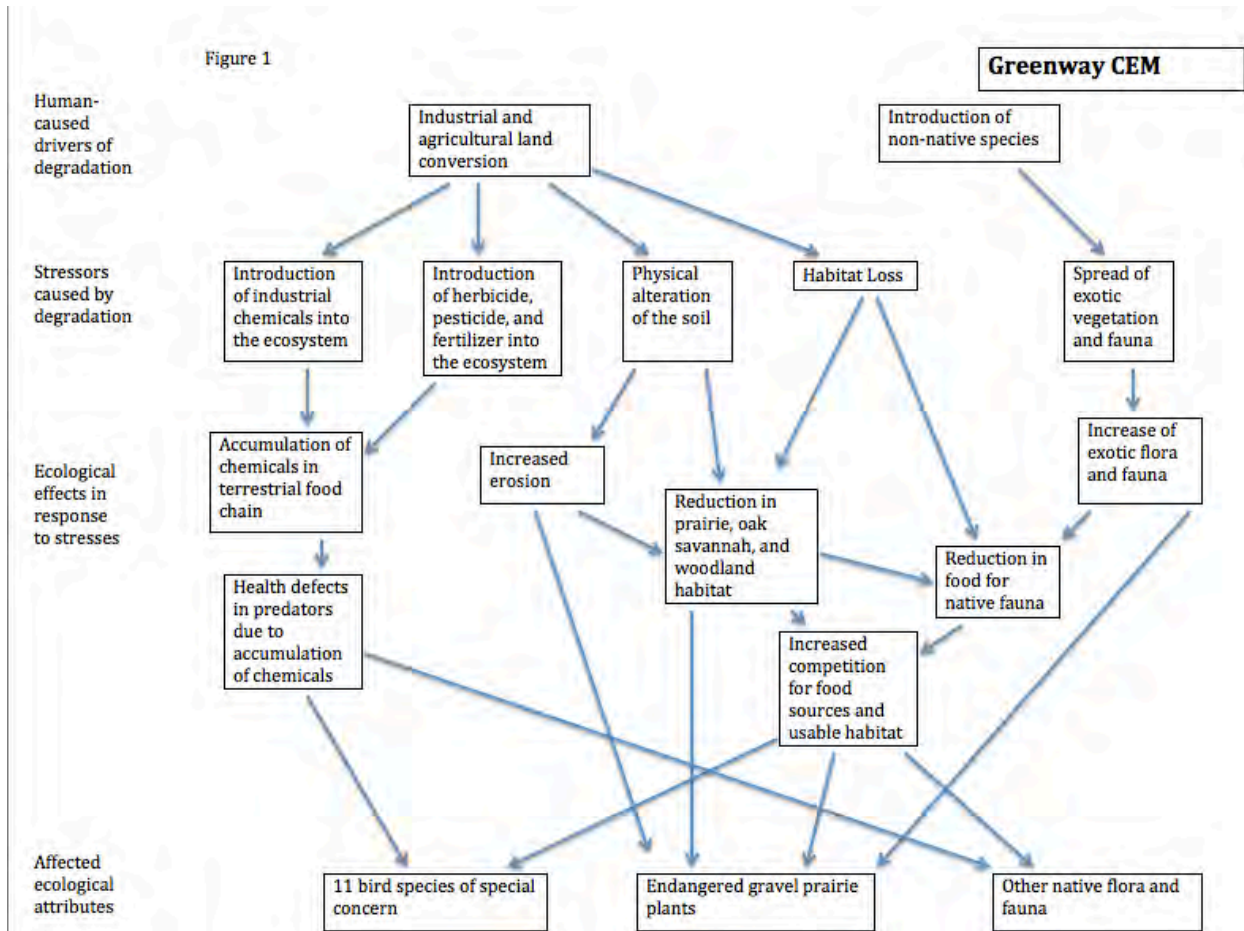 Figure 1
Greenway CEM
Human-
caused
drivers of
degradation
Industrial and
agricultural land
conversion
Introduction of
non-native species
Stressors
caused by
degradation
Introduction
of industrial
chemicals into
the ecosystem
Introduction
of herbicide,
pesticide, and
fertilizer into
the ecosystem
Physical
alteration
of the soil
Habitat Loss
Spread of
exotic
vegetation
and fauna
Ecological
effects in
response
to stresses
Accumulation of
chemicals in
terrestrial food
chain
Increased
erosion
Reduction in
prairie, oak
savannah, and
woodland
habitat
Increase of
exotic flora
and fauna
Reduction in
food for
native fauna
Health defects
in predators
due to
accumulation
of chemicals
Increased
competition
for food
sources and
usable habitat
Affected
ecological
attributes
11 bird species of special
concern
Endangered gravel prairie
plants
Other native flora and
fauna